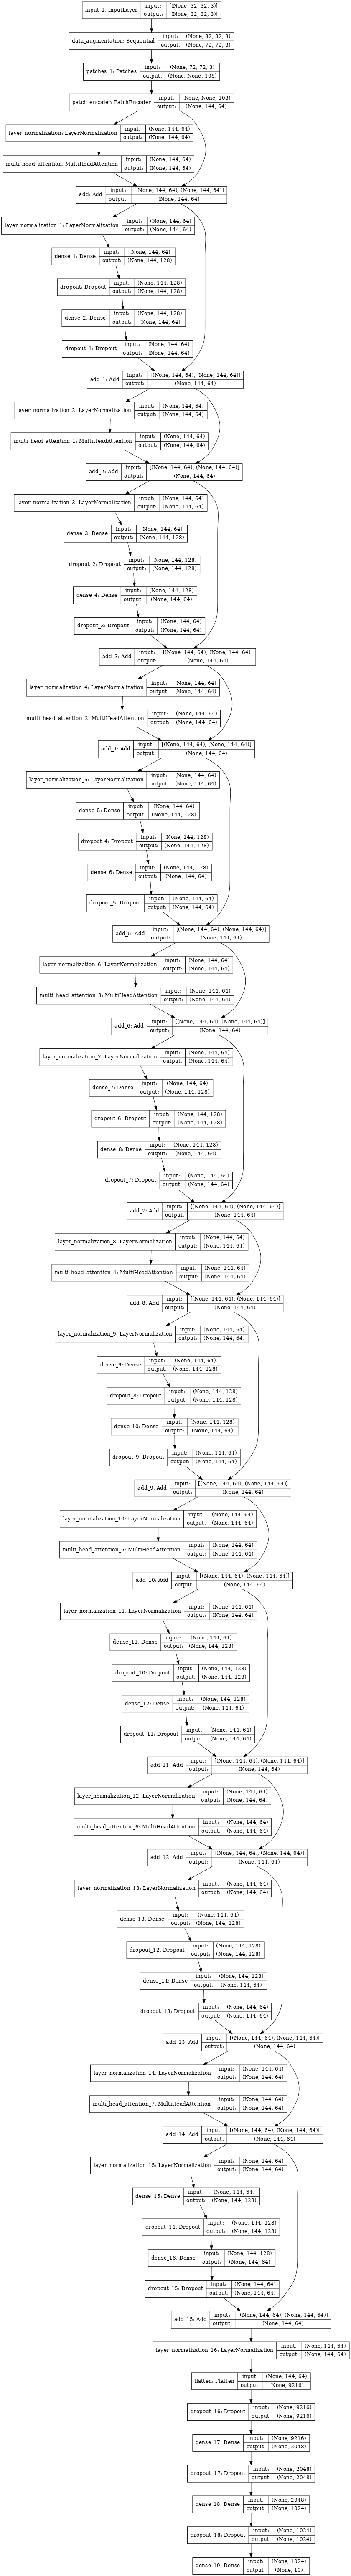 input_1: InputLayer
input: [(None, 32, 32, 3)]
output: [(None, 32, 32, 3)]
data_augmentation: Sequential
input: (None, 32, 32, 3)
output: (None, 72, 72, 3)
patches_1: Patches
input: (None, 72, 72, 3)
output: (None, None, 108)
patch_encoder: PatchEncoder
input: (None, None, 108)
output: (None, 144, 64)
layer_normalization: LayerNormalization
input: (None, 144, 64)
output: (None, 144, 64)
multi_head_attention: MultiHeadAttention
input: (None, 144, 64)
output: (None, 144, 64)
add: Add
input: [(None, 144, 64), (None, 144, 64)]
output: (None, 144, 64)
layer_normalization_1: LayerNormalization
input: (None, 144, 64)
output: (None, 144, 64)
dense_1: Dense
input: (None, 144, 64)
output: (None, 144, 128)
dropout: Dropout
input: (None, 144, 128)
output: (None, 144, 128)
dense_2: Dense
input: (None, 144, 128)
output: (None, 144, 64)
dropout_1: Dropout
input: (None, 144, 64)
output: (None, 144, 64)
add_1: Add
input: [(None, 144, 64), (None, 144, 64)]
output: (None, 144, 64)
layer_normalization_2: LayerNormalization
input: (None, 144, 64)
output: (None, 144, 64)
multi_head_attention_1: MultiHeadAttention
input: (None, 144, 64)
output: (None, 144, 64)
add_2: Add
input: [(None, 144, 64), (None, 144, 64)]
output: (None, 144, 64)
layer_normalization_3: LayerNormalization
input: (None, 144, 64)
output: (None, 144, 64)
dense_3: Dense
input: (None, 144, 64)
output: (None, 144, 128)
dropout_2: Dropout
input: (None, 144, 128)
output: (None, 144, 128)
dense_4: Dense
input: (None, 144, 128)
output: (None, 144, 64)
dropout_3: Dropout
input: (None, 144, 64)
output: (None, 144, 64)
add_3: Add
input: [(None, 144, 64), (None, 144, 64)]
output: (None, 144, 64)
layer_normalization_4: LayerNormalization
input: (None, 144, 64)
output: (None, 144, 64)
multi_head_attention_2: MultiHeadAttention
input: (None, 144, 64)
output: (None, 144, 64)
add_4: Add
input: [(None, 144, 64), (None, 144, 64)]
output: (None, 144, 64)
layer_normalization_5: LayerNormalization
input: (None, 144, 64)
output: (None, 144, 64)
dense_5: Dense
input: (None, 144, 64)
output: (None, 144, 128)
dropout_4: Dropout
input: (None, 144, 128)
output: (None, 144, 128)
dense_6: Dense
input: (None, 144, 128)
output: (None, 144, 64)
dropout_5: Dropout
input: (None, 144, 64)
output: (None, 144, 64)
add_5: Add
input: [(None, 144, 64), (None, 144, 64)]
output: (None, 144, 64)
layer_normalization_6: LayerNormalization
input: (None, 144, 64)
output: (None, 144, 64)
multi_head_attention_3: MultiHeadAttention
input: (None, 144, 64)
output: (None, 144, 64)
add_6: Add
input: [(None, 144, 64), (None, 144, 64)]
output: (None, 144, 64)
layer_normalization_7: LayerNormalization
input: (None, 144, 64)
output: (None, 144, 64)
dense_7: Dense
input: (None, 144, 64)
output: (None, 144, 128)
dropout_6: Dropout
input: (None, 144, 128)
output: (None, 144, 128)
dense_8: Dense
input: (None, 144, 128)
output: (None, 144, 64)
dropout_7: Dropout
input: (None, 144, 64)
output: (None, 144, 64)
add_7: Add
input: [(None, 144, 64), (None, 144, 64)]
output: (None, 144, 64)
layer_normalization_8: LayerNormalization
input: (None, 144, 64)
output: (None, 144, 64)
multi_head_attention_4: MultiHeadAttention
input: (None, 144, 64)
output: (None, 144, 64)
add_8: Add
input: [(None, 144, 64), (None, 144, 64)]
output: (None, 144, 64)
layer_normalization_9: LayerNormalization
input: (None, 144, 64)
output: (None, 144, 64)
dense_9: Dense
input: (None, 144, 64)
output: (None, 144, 128)
dropout_8: Dropout
input: (None, 144, 128)
output: (None, 144, 128)
dense_10: Dense
input: (None, 144, 128)
output: (None, 144, 64)
dropout_9: Dropout
input: (None, 144, 64)
output: (None, 144, 64)
add_9: Add
input: [(None, 144, 64), (None, 144, 64)]
output: (None, 144, 64)
layer_normalization_10: LayerNormalization
input: (None, 144, 64)
output: (None, 144, 64)
multi_head_attention_5: MultiHeadAttention
input: (None, 144, 64)
output: (None, 144, 64)
add_10: Add
input: [(None, 144, 64), (None, 144, 64)]
output: (None, 144, 64)
layer_normalization_11: LayerNormalization
input: (None, 144, 64)
output: (None, 144, 64)
dense_11: Dense
input: (None, 144, 64)
output: (None, 144, 128)
dropout_10: Dropout
input: (None, 144, 128)
output: (None, 144, 128)
dense_12: Dense
input: (None, 144, 128)
output: (None, 144, 64)
dropout_11: Dropout
input: (None, 144, 64)
output: (None, 144, 64)
add_11: Add
input: [(None, 144, 64), (None, 144, 64)]
output: (None, 144, 64)
layer_normalization_12: LayerNormalization
input: (None, 144, 64)
output: (None, 144, 64)
multi_head_attention_6: MultiHeadAttention
input: (None, 144, 64)
output: (None, 144, 64)
add_12: Add
input: [(None, 144, 64), (None, 144, 64)]
output: (None, 144, 64)
layer_normalization_13: LayerNormalization
input: (None, 144, 64)
output: (None, 144, 64)
dense_13: Dense
input: (None, 144, 64)
output: (None, 144, 128)
dropout_12: Dropout
input: (None, 144, 128)
output: (None, 144, 128)
dense_14: Dense
input: (None, 144, 128)
output: (None, 144, 64)
dropout_13: Dropout
input: (None, 144, 64)
output: (None, 144, 64)
add_13: Add
input: [(None, 144, 64), (None, 144, 64)]
output: (None, 144, 64)
layer_normalization_14: LayerNormalization
input: (None, 144, 64)
output: (None, 144, 64)
multi_head_attention_7: MultiHeadAttention
input: (None, 144, 64)
output: (None, 144, 64)
add_14: Add
input: [(None, 144, 64), (None, 144, 64)]
output: (None, 144, 64)
layer_normalization_15: LayerNormalization
input: (None, 144, 64)
output: (None, 144, 64)
dense_15: Dense
input: (None, 144, 64)
output: (None, 144, 128)
dropout_14: Dropout
input: (None, 144, 128)
output: (None, 144, 128)
dense_16: Dense
input: (None, 144, 128)
output: (None, 144, 64)
dropout_15: Dropout
input: (None, 144, 64)
output: (None, 144, 64)
add_15: Add
input: [(None, 144, 64), (None, 144, 64)]
output: (None, 144, 64)
layer_normalization_16: LayerNormalization
input: (None, 144, 64)
output: (None, 144, 64)
flatten: Flatten
input: (None, 144, 64)
output: (None, 9216)
dropout_16: Dropout
input: (None, 9216)
output: (None, 9216)
dense_17: Dense
input: (None, 9216)
output: (None, 2048)
dropout_17: Dropout
input: (None, 2048)
output: (None, 2048)
dense_18: Dense
input: (None, 2048)
output: (None, 1024)
dropout_18: Dropout
input: (None, 1024)
output: (None, 1024)
dense_19: Dense
input: (None, 1024)
output: (None, 10)